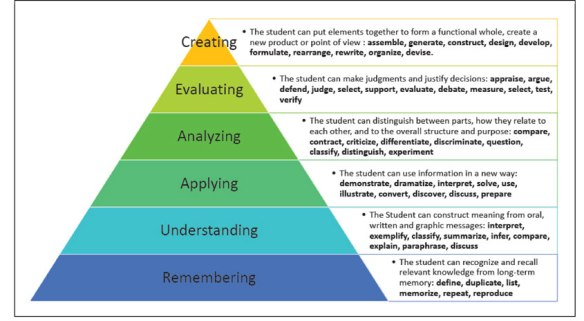 Creating
• The student can put elements together to form a functional whole, create a
new product or point of view : assemble, generate, construct, design, develop,
formulate, rearrange, rewrite, organize, devise.
Evaluating
• The student can make judgments and justify decisions: appraise, argue,
defend, judge, select, support, evaluate, debate, measure, select, test,
verify
Analyzing
• The student can distinguish between parts, how they relate to
each other, and to the overall structure and purpose: compare,
contract, criticize, differentiate, discriminate, question,
classify, distinguish, experiment
Applying
• The student can use information in a new way:
demonstrate, dramatize, interpret, solve, use,
illustrate, convert, discover, discuss, prepare
Understanding
• The Student can construct meaning from oral,
written and graphic messages: interpret,
exemplify, classify, summarize, infer, compare,
explain, paraphrase, discuss
Remembering
• The student can recognize and recall
relevant knowledge from long-term
memory: define, duplicate, list,
memorize, repeat, reproduce